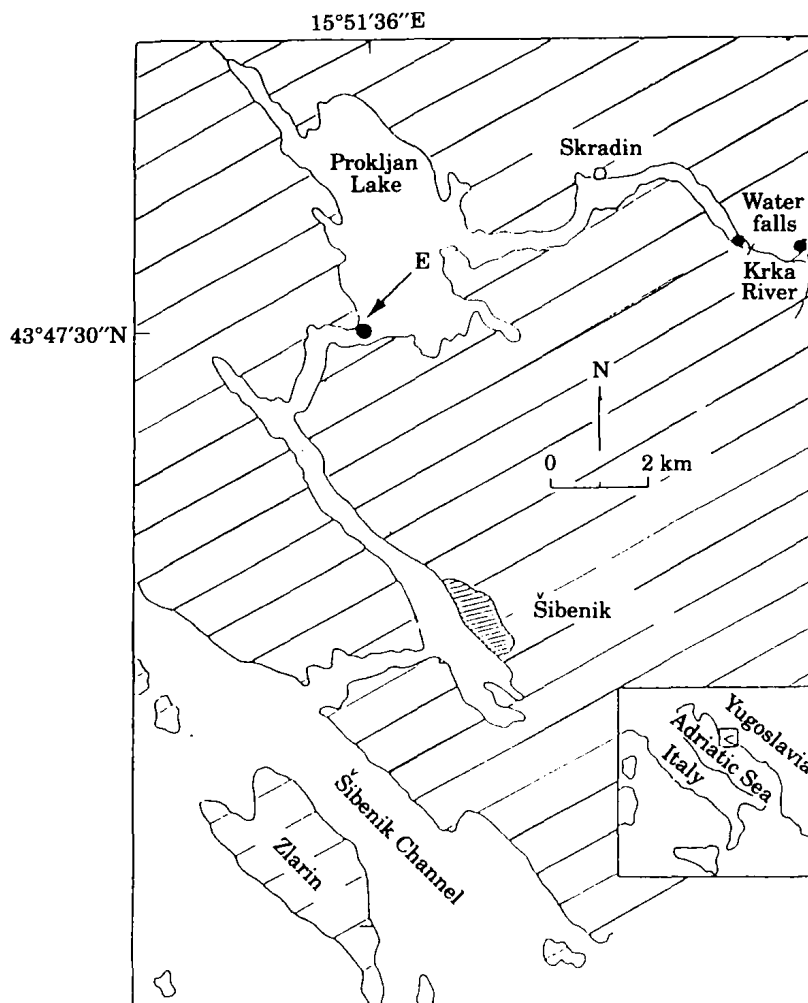 15°51'36"E
Prokljan
Lake
Skradin
Water
falls
Krka
River
E
43°47'30"N
N
0 2 km
Šibenik
Šibenik Channel
Zlarin
Yugoslavia
Adriatic Sea
Italy